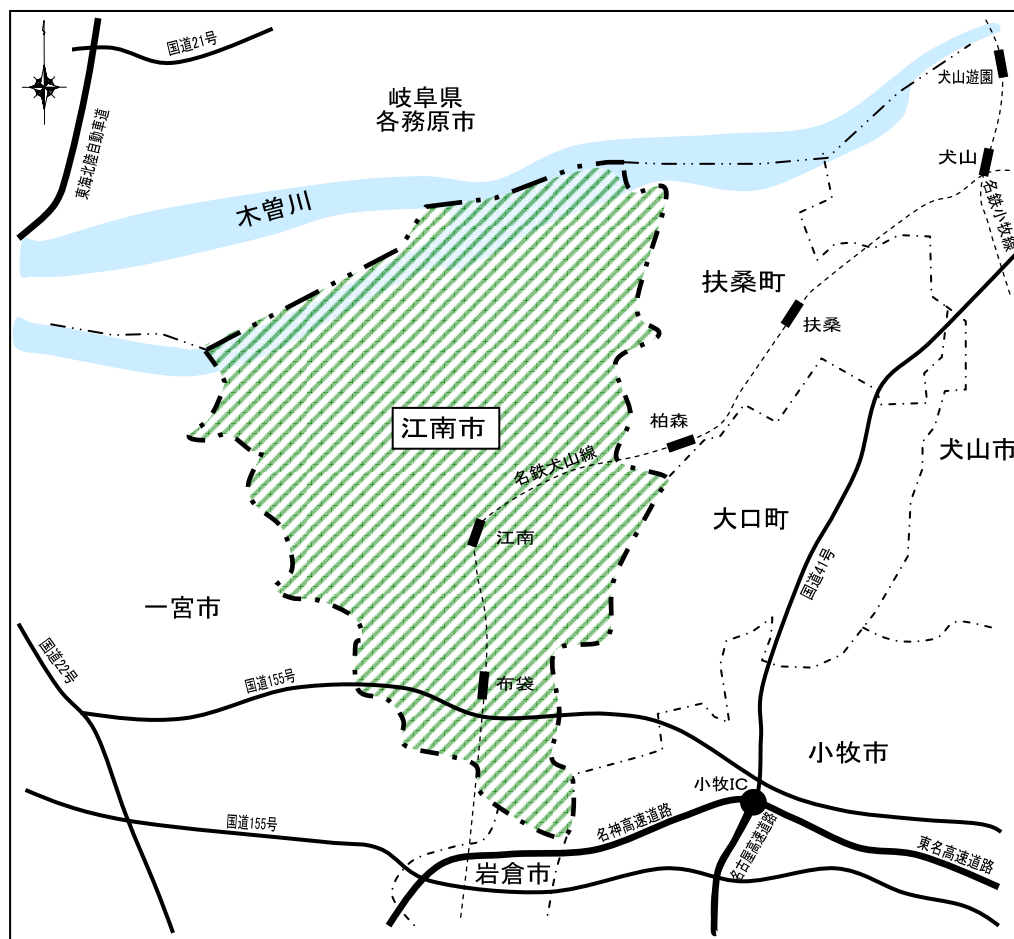 国道21号
東海北陸自動車道
岐阜県
各務原市
犬山遊園
犬山
名鉄小牧線
木曽川
扶桑町
扶桑
江南市
柏森
名鉄犬山線
犬山市
江南
大口町
国道41号
一宮市
国道22号
国道155号
布袋
小牧市
小牧IC
国道155号
名神高速道路
名古屋高速道路
東名高速道路
岩倉市